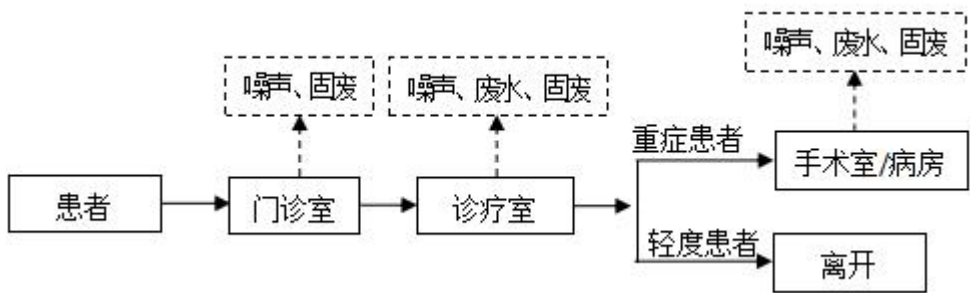 噪声、废水、固废
噪声、固废
噪声、废水、固废
重症患者
手术室/病房
患者
门诊室
诊疗室
轻度患者
离开